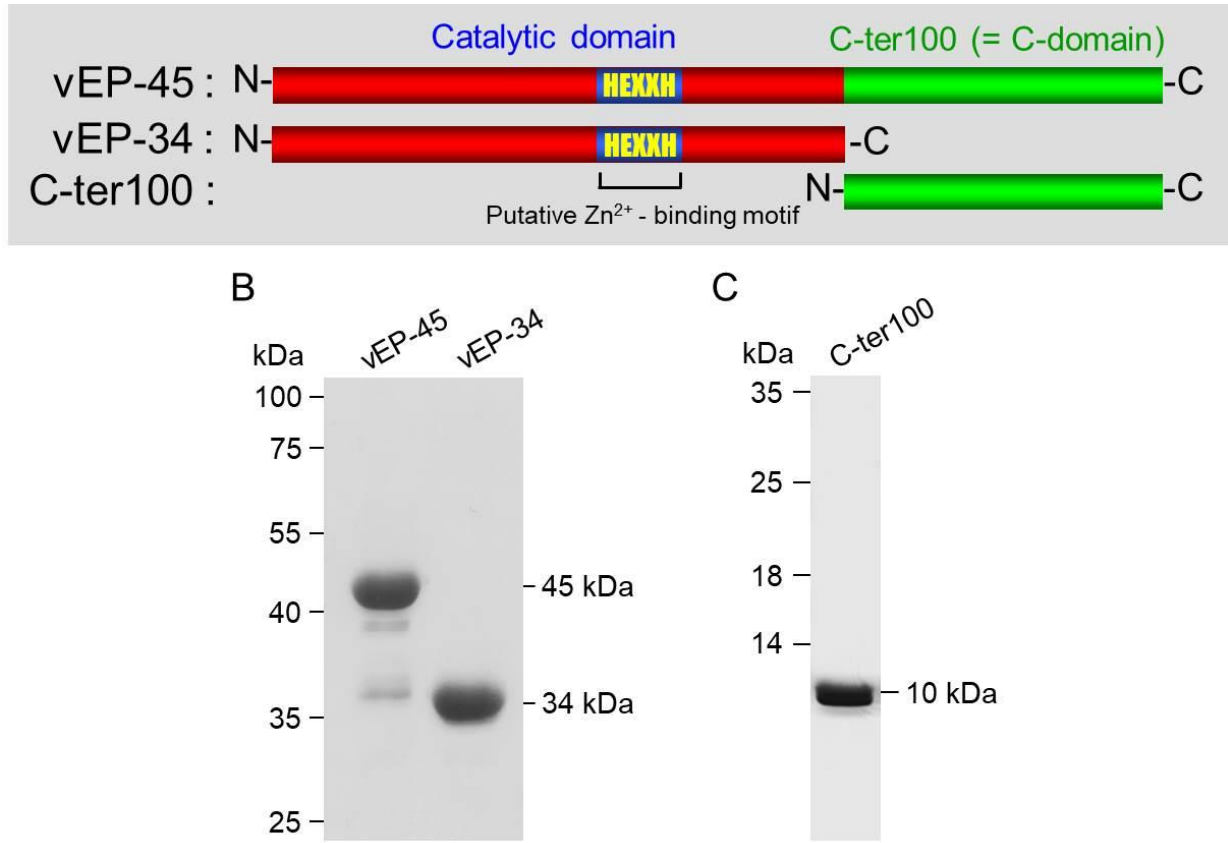 Catalytic domain C-ter100 (= C-domain)
vEP-45 : N- HEXXH -C
vEP-34 : N- HEXXH -C
C-ter100 : N- -C
Putative Zn²⁺ - binding motif
B
kDa
vEP-45 vEP-34
100
75
55
45 kDa
40
34 kDa
35
25
C
kDa
C-ter100
35
25
18
14
10 kDa